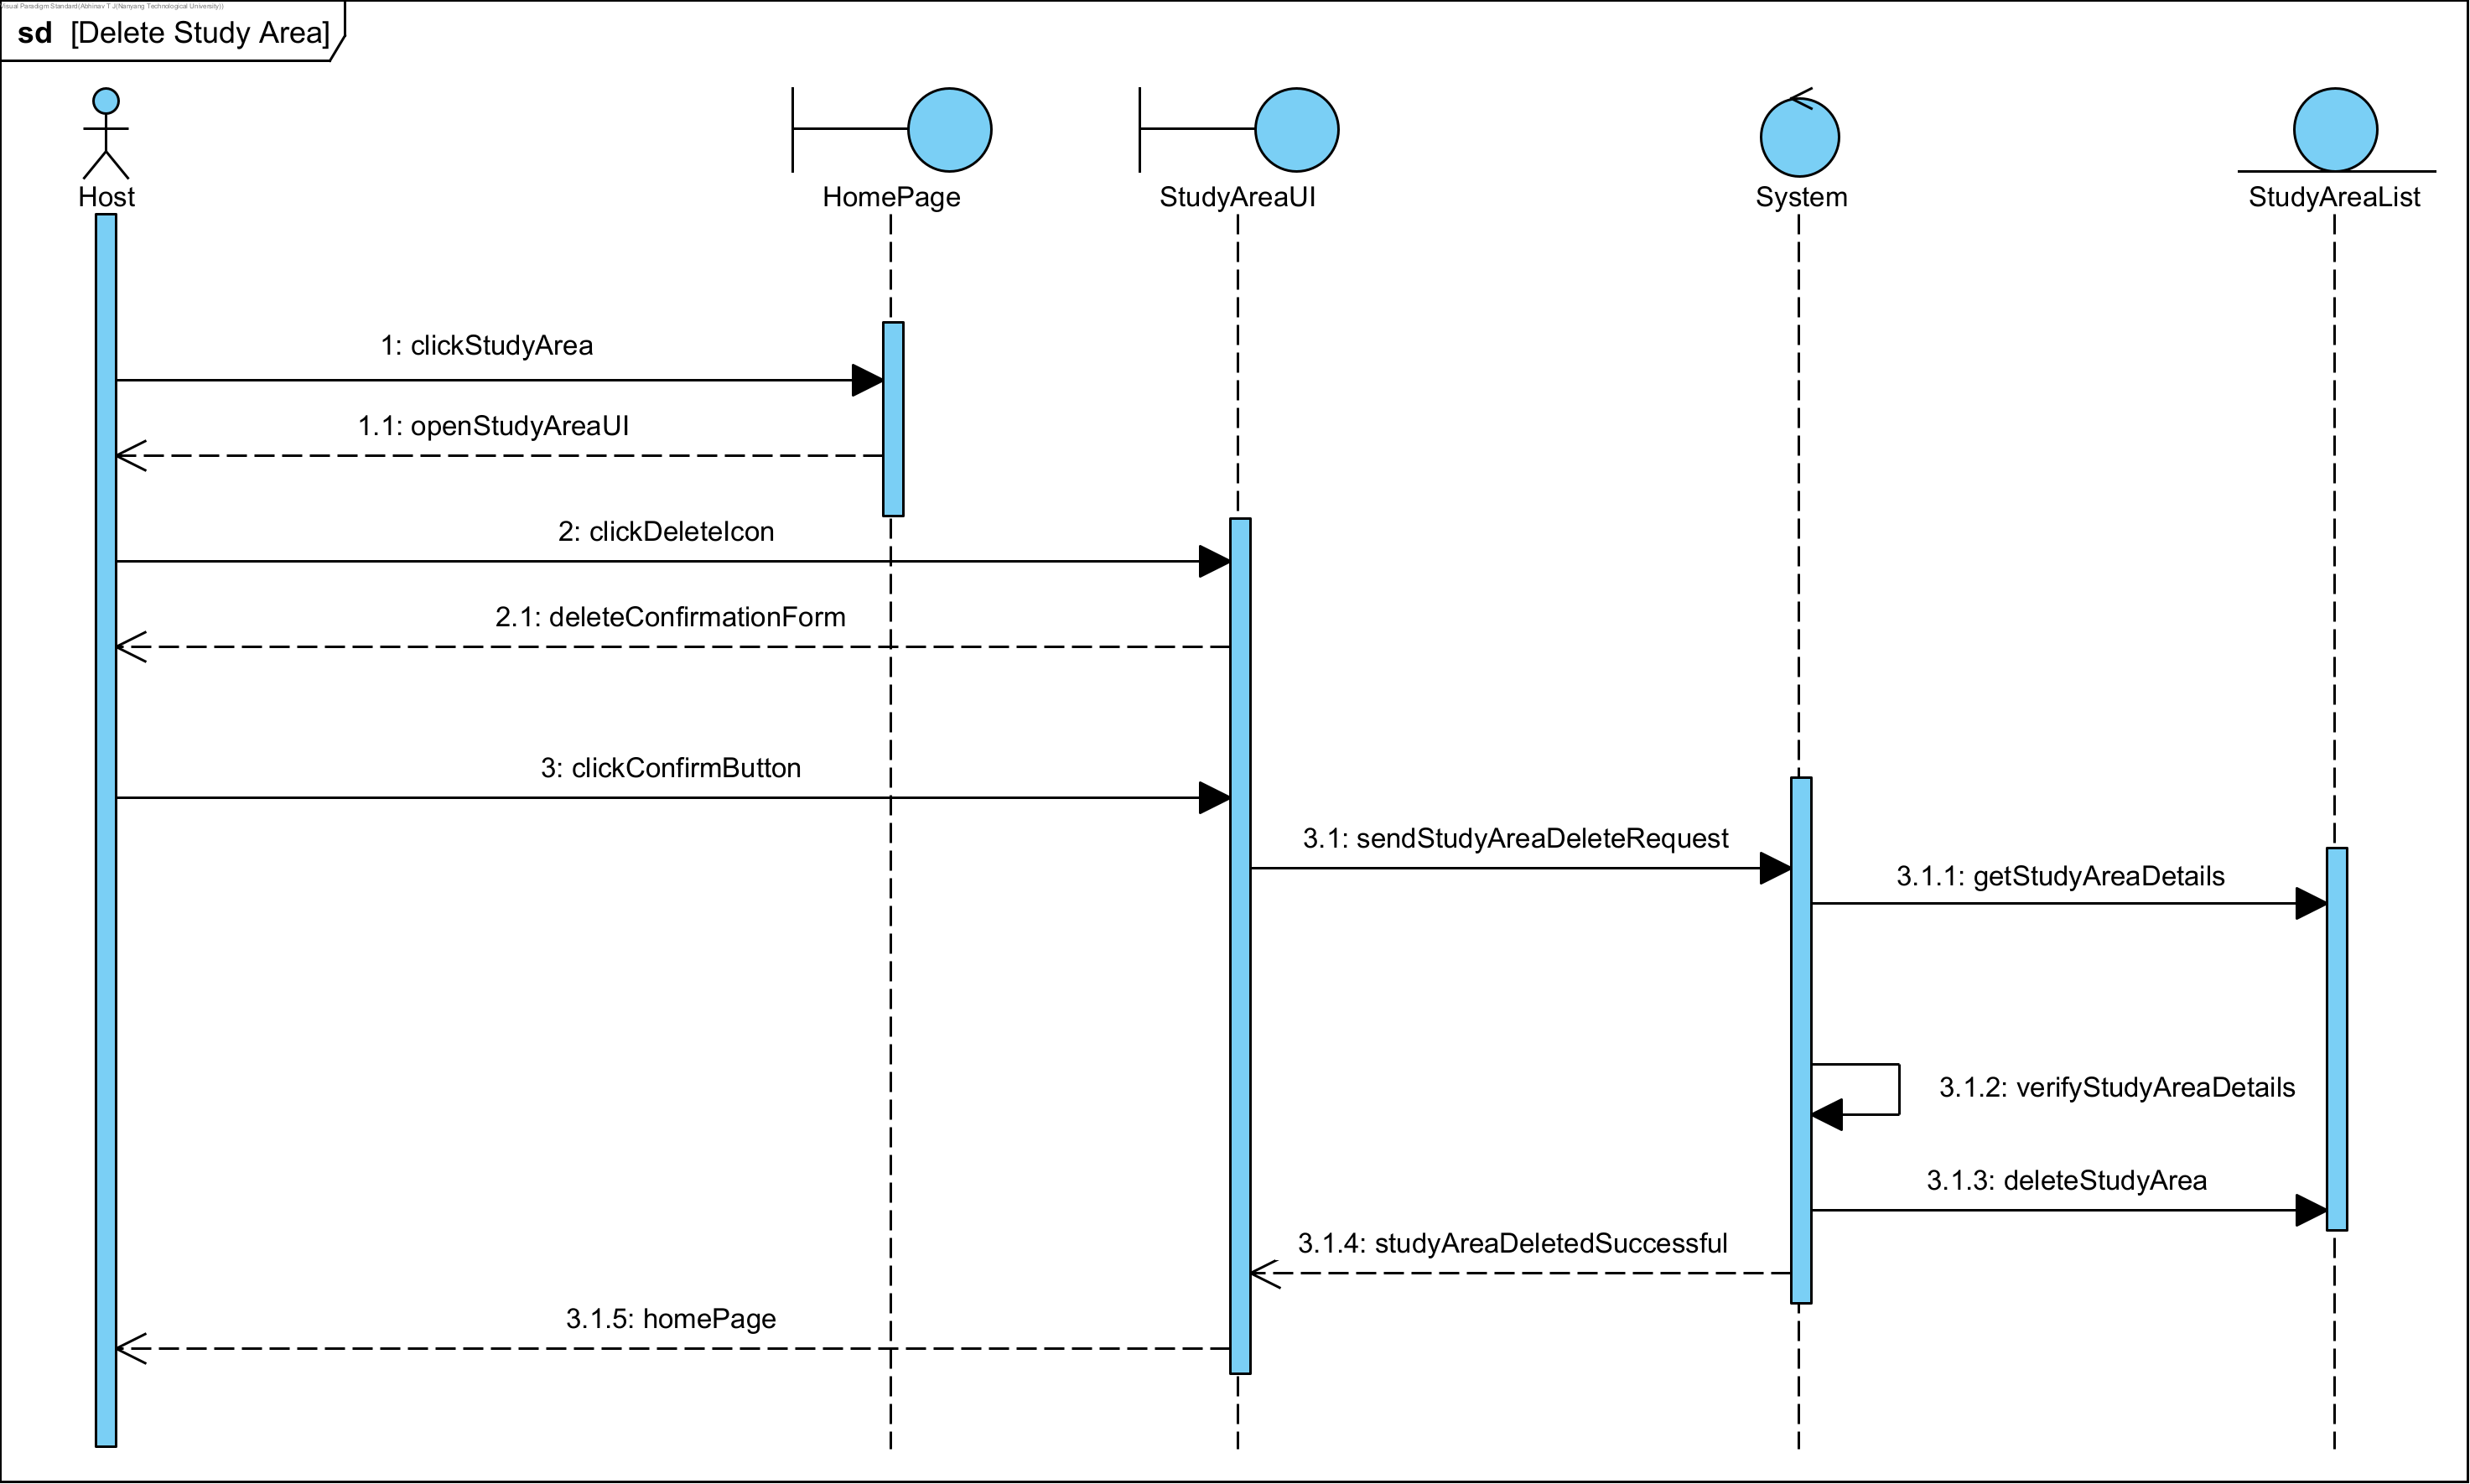 Visual Paradigm Standard(Abhinav T J(Nanyang Technological University))
sd [Delete Study Area]
Host
HomePage
StudyAreaUI
System
StudyAreaList
1: clickStudyArea
1.1: openStudyAreaUI
2: clickDeleteIcon
2.1: deleteConfirmationForm
3: clickConfirmButton
3.1: sendStudyAreaDeleteRequest
3.1.1: getStudyAreaDetails
3.1.2: verifyStudyAreaDetails
3.1.3: deleteStudyArea
3.1.4: studyAreaDeletedSuccessful
3.1.5: homePage